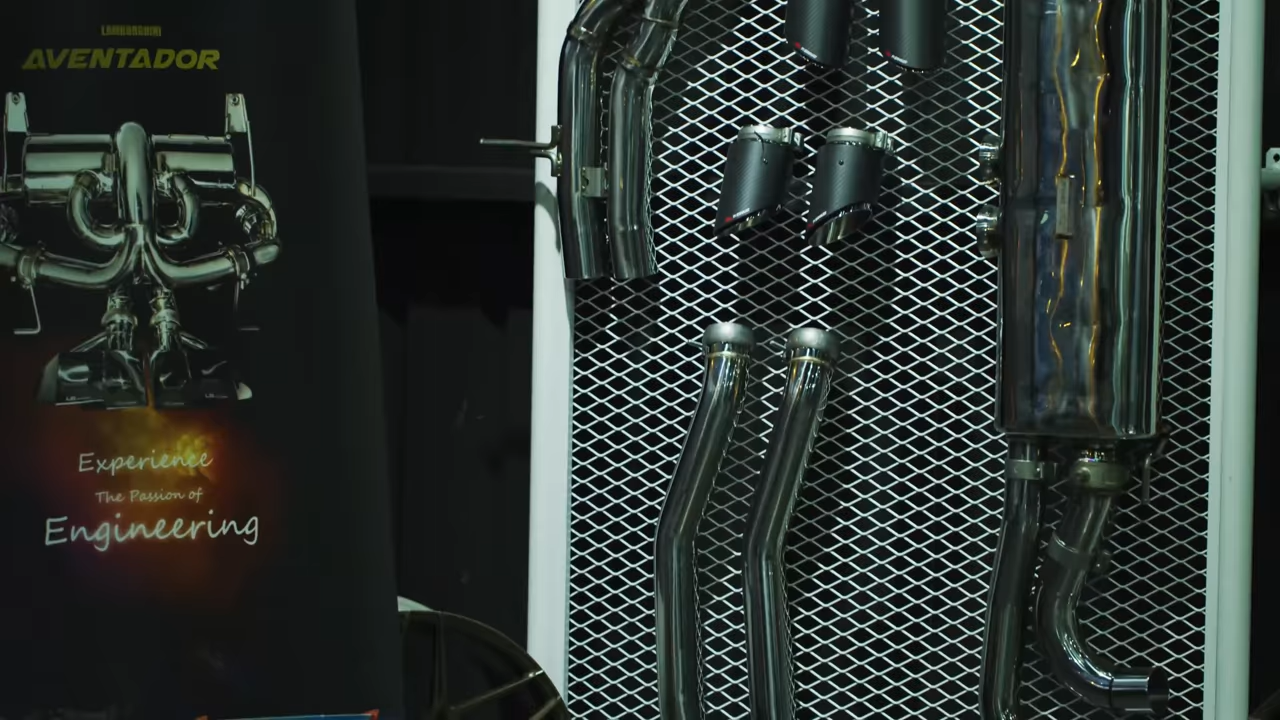 LAMBORGHINI
AVENTADOR
Experience
The Passion of
Engineering